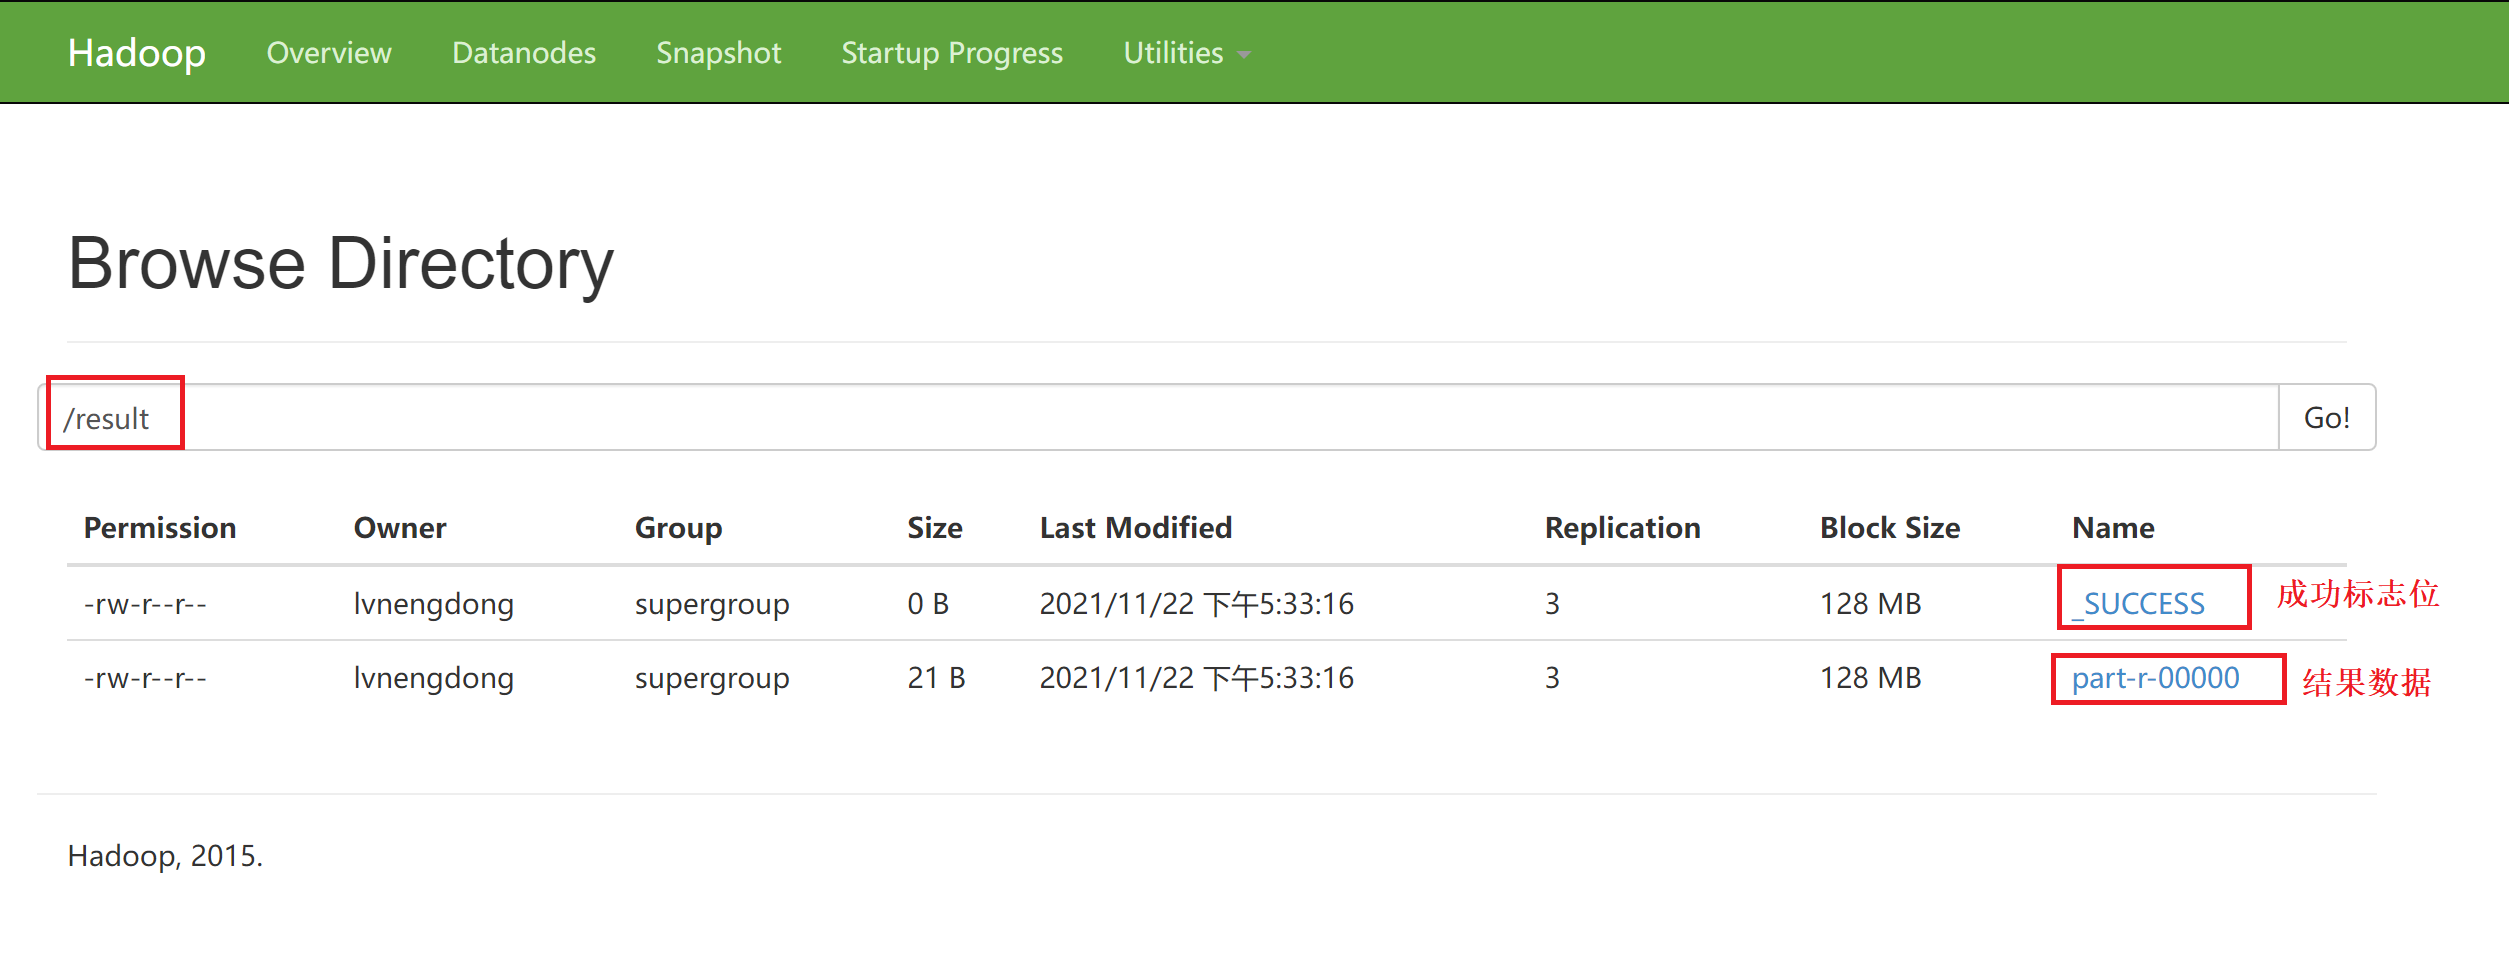 Hadoop Overview Datanodes Snapshot Startup Progress Utilities
Browse Directory
/result Go!
Permission Owner Group Size Last Modified Replication Block Size Name
-rw-r--r-- lvnengdong supergroup 0 B 2021/11/22 下午5:33:16 3 128 MB _SUCCESS 成功标志位
-rw-r--r-- lvnengdong supergroup 21 B 2021/11/22 下午5:33:16 3 128 MB part-r-00000 结果数据
Hadoop, 2015.